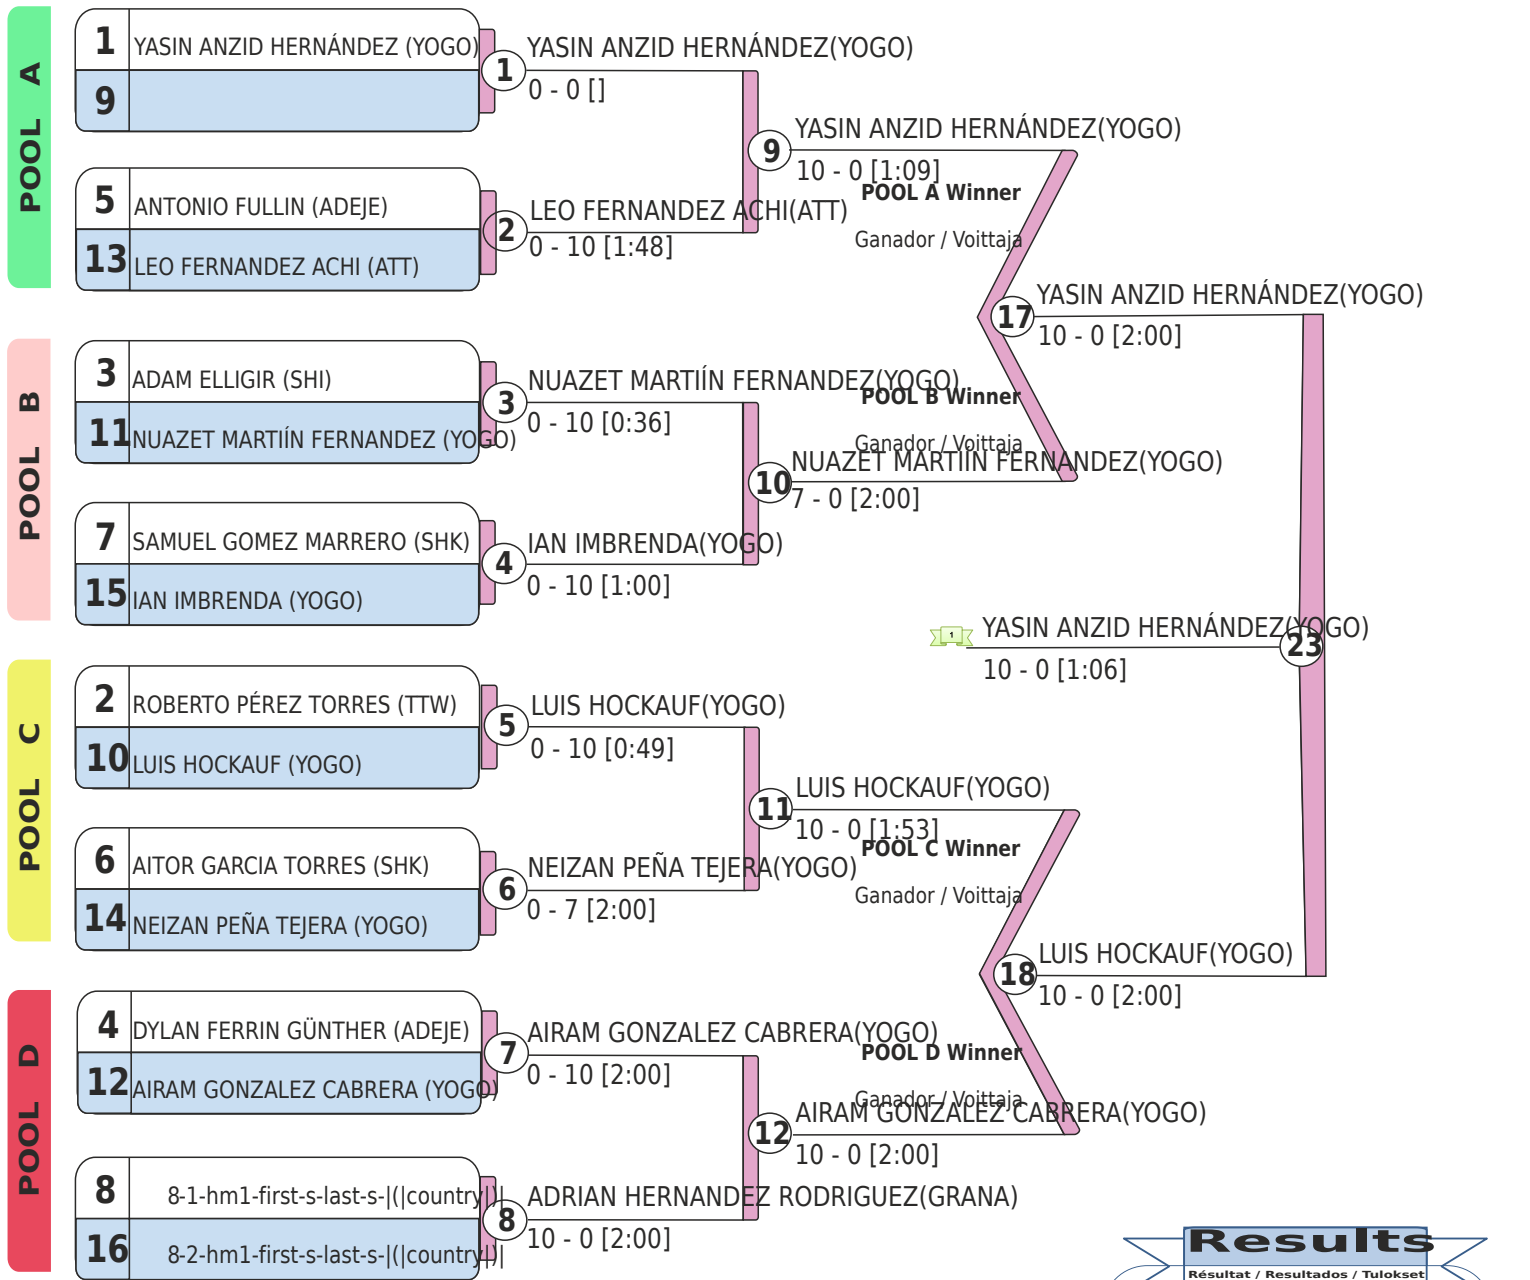 POOL A
1 YASIN ANZID HERNÁNDEZ (YOGO)
9
5 ANTONIO FULLIN (ADEJE)
13 LEO FERNANDEZ ACHI (ATT)
1 YASIN ANZID HERNÁNDEZ(YOGO)
0 - 0 []
2 LEO FERNANDEZ ACHI(ATT)
0 - 10 [1:48]
9 YASIN ANZID HERNÁNDEZ(YOGO)
10 - 0 [1:09]
POOL A Winner
Ganador / Voittaja
POOL B
3 ADAM ELLIGIR (SHI)
11 NUAZET MARTIÍN FERNANDEZ (YOGO)
7 SAMUEL GOMEZ MARRERO (SHK)
15 IAN IMBRENDA (YOGO)
3 NUAZET MARTIÍN FERNANDEZ(YOGO)
0 - 10 [0:36]
4 IAN IMBRENDA(YOGO)
0 - 10 [1:00]
POOL B Winner
Ganador / Voittaja
10 NUAZET MARTIÍN FERNANDEZ(YOGO)
7 - 0 [2:00]
17 YASIN ANZID HERNÁNDEZ(YOGO)
10 - 0 [2:00]
1 YASIN ANZID HERNÁNDEZ(YOGO)
23
10 - 0 [1:06]
POOL C
2 ROBERTO PÉREZ TORRES (TTW)
10 LUIS HOCKAUF (YOGO)
6 AITOR GARCIA TORRES (SHK)
14 NEIZAN PEÑA TEJERA (YOGO)
5 LUIS HOCKAUF(YOGO)
0 - 10 [0:49]
6 NEIZAN PEÑA TEJERA(YOGO)
0 - 7 [2:00]
11 LUIS HOCKAUF(YOGO)
10 - 0 [1:53]
POOL C Winner
Ganador / Voittaja
18 LUIS HOCKAUF(YOGO)
10 - 0 [2:00]
POOL D
4 DYLAN FERRIN GÜNTHER (ADEJE)
12 AIRAM GONZALEZ CABRERA (YOGO)
8 8-1-hm1-first-s-last-s-|(|country|)|
16 8-2-hm1-first-s-last-s-|(|country|)|
7 AIRAM GONZALEZ CABRERA(YOGO)
0 - 10 [2:00]
8 ADRIAN HERNANDEZ RODRIGUEZ(GRANA)
10 - 0 [2:00]
POOL D Winner
Ganador / Voittaja
12 AIRAM GONZALEZ CABRERA(YOGO)
10 - 0 [2:00]
Results
Résultat / Resultados / Tulokset